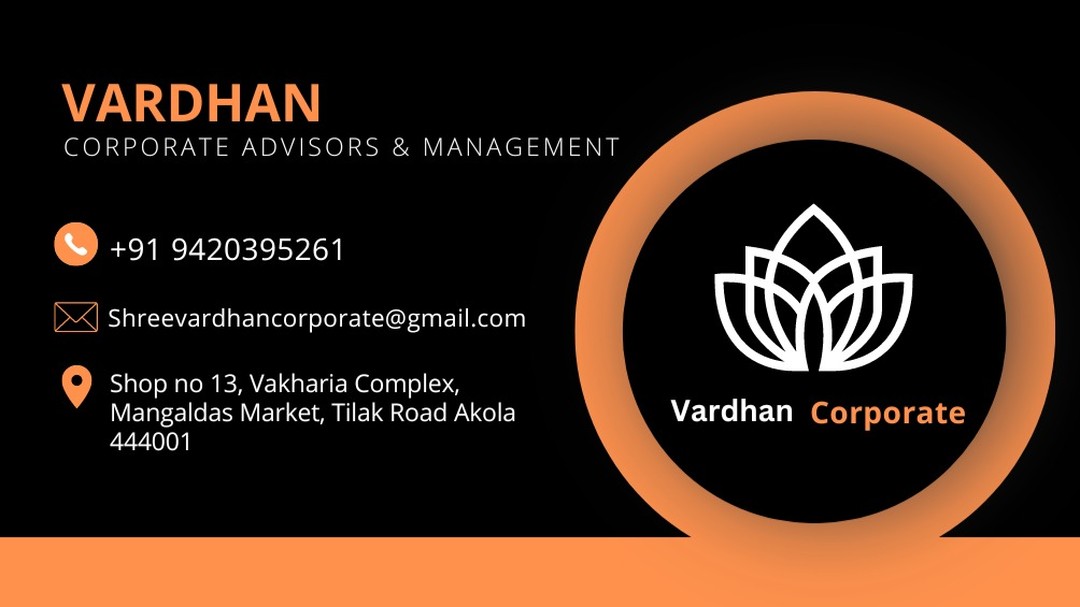 VARDHAN
CORPORATE ADVISORS & MANAGEMENT
+91 9420395261
Shreevardhancorporate@gmail.com
Shop no 13, Vakharia Complex,
Mangaldas Market, Tilak Road Akola
444001
Vardhan Corporate